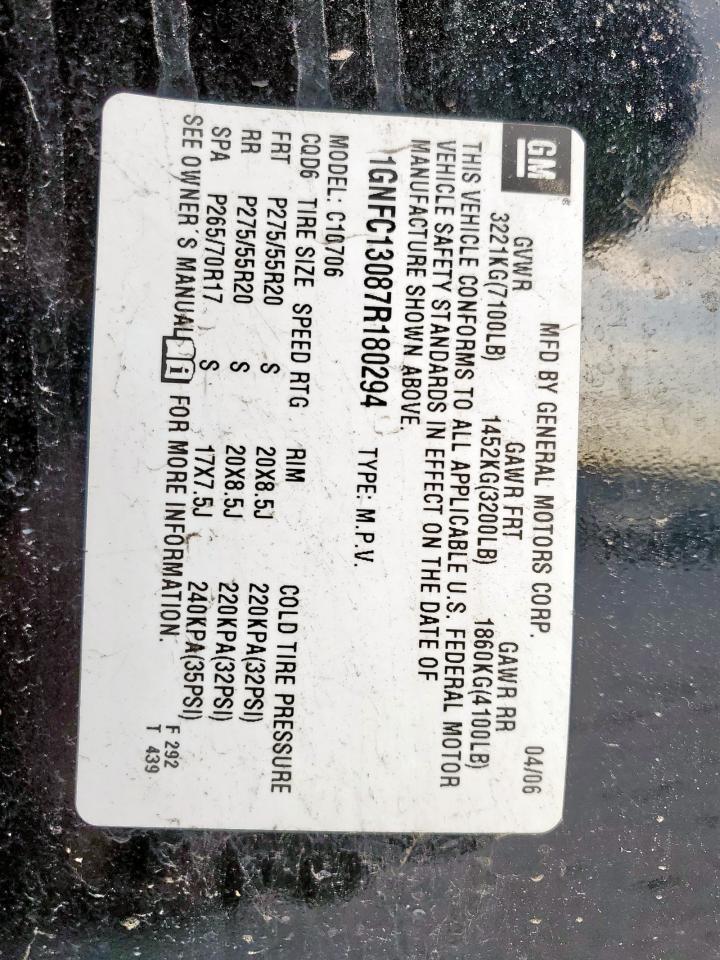 GM®
MFD BY GENERAL MOTORS CORP. 04/06
GVWR GAWR FRT GAWR RR
3221KG(7100LB) 1452KG(3200LB) 1860KG(4100LB)
THIS VEHICLE CONFORMS TO ALL APPLICABLE U.S. FEDERAL MOTOR
VEHICLE SAFETY STANDARDS IN EFFECT ON THE DATE OF
MANUFACTURE SHOWN ABOVE.
1GNFC13087R180294 TYPE: M.P.V.
MODEL: C10706
CQD6 TIRE SIZE SPEED RTG RIM COLD TIRE PRESSURE
FRT P275/55R20 S 20X8.5J 220KPA(32PSI)
RR P275/55R20 S 20X8.5J 220KPA(32PSI)
SPA P265/70R17 S 17X7.5J 240KPA(35PSI)
SEE OWNER'S MANUAL FOR MORE INFORMATION.
F 292
T 439